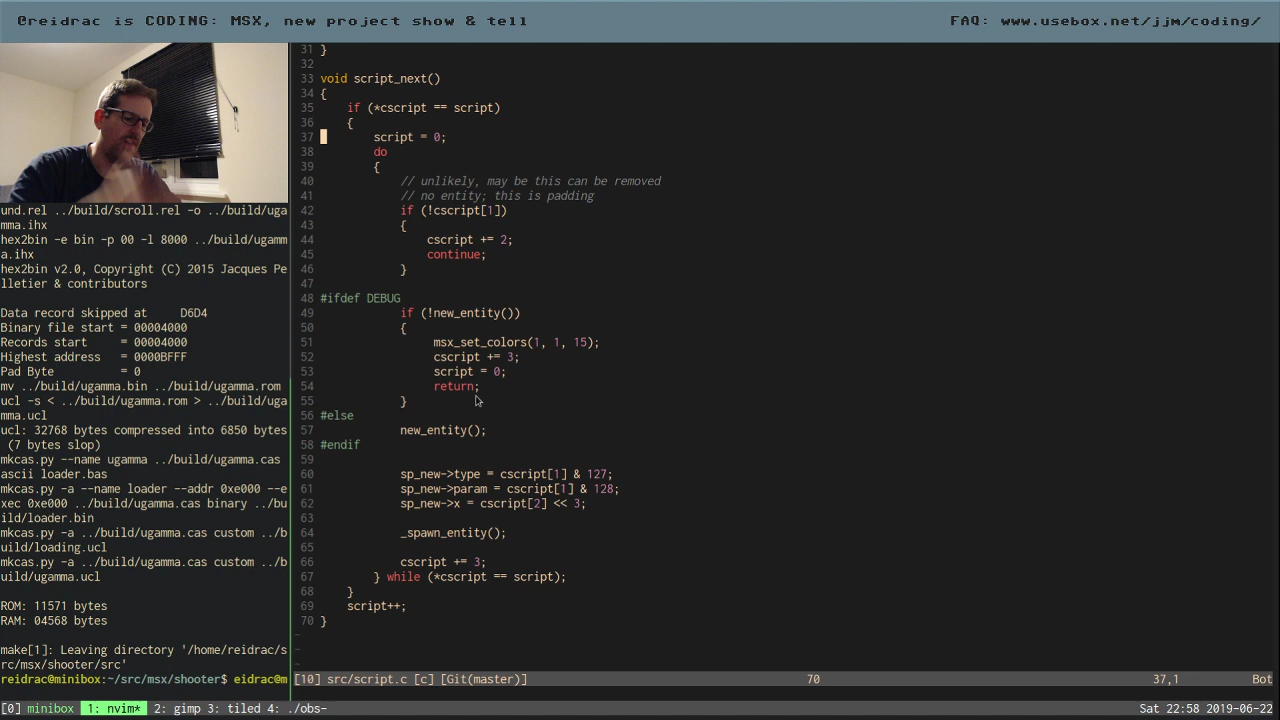 @reidrac is CODING: MSX, new project show & tell
FAQ: www.usebox.net/jjm/coding/
und.rel ../build/scroll.rel -o ../build/uga
mma.ihx
hex2bin -e bin -p 00 -l 8000 ../build/ugamm
a.ihx
hex2bin v2.0, Copyright (C) 2015 Jacques Pe
lletier & contributors
Data record skipped at     D6D4
Binary file start = 00004000
Records start     = 00004000
Highest address   = 0000BFFF
Pad Byte          = 0
mv ../build/ugamma.bin ../build/ugamma.rom
ucl -s < ../build/ugamma.rom > ../build/uga
mma.ucl
ucl: 32768 bytes compressed into 6850 bytes
 (7 bytes slop)
mkcas.py --name ugamma ../build/ugamma.cas
ascii loader.bas
mkcas.py -a --name loader --addr 0xe000 --e
xec 0xe000 ../build/ugamma.cas binary ../bu
ild/loader.bin
mkcas.py -a ../build/ugamma.cas custom ../b
uild/loading.ucl
mkcas.py -a ../build/ugamma.cas custom ../b
uild/ugamma.ucl
ROM: 11571 bytes
RAM: 04568 bytes
make[1]: Leaving directory '/home/reidrac/s
rc/msx/shooter/src'
reidrac@minibox:~/src/msx/shooter$ eidrac@m
31 }
32
33 void script_next()
34 {
35     if (*cscript == script)
36     {
37         script = 0;
38         do
39         {
40             // unlikely, may be this can be removed
41             // no entity; this is padding
42             if (!cscript[1])
43             {
44                 cscript += 2;
45                 continue;
46             }
47
48 #ifdef DEBUG
49             if (!new_entity())
50             {
51                  msx_set_colors(1, 1, 15);
52                  cscript += 3;
53                  script = 0;
54                  return;
55             }
56 #else
57             new_entity();
58 #endif
59
60             sp_new->type = cscript[1] & 127;
61             sp_new->param = cscript[1] & 128;
62             sp_new->x = cscript[2] << 3;
63
64             _spawn_entity();
65
66             cscript += 3;
67         } while (*cscript == script);
68     }
69     script++;
70 }
~
~
~
[10] src/script.c [c] [Git(master)] 70 37,1 Bot
[0] minibox 1: nvim* 2: gimp 3: tiled 4: ./obs- Sat 22:58 2019-06-22